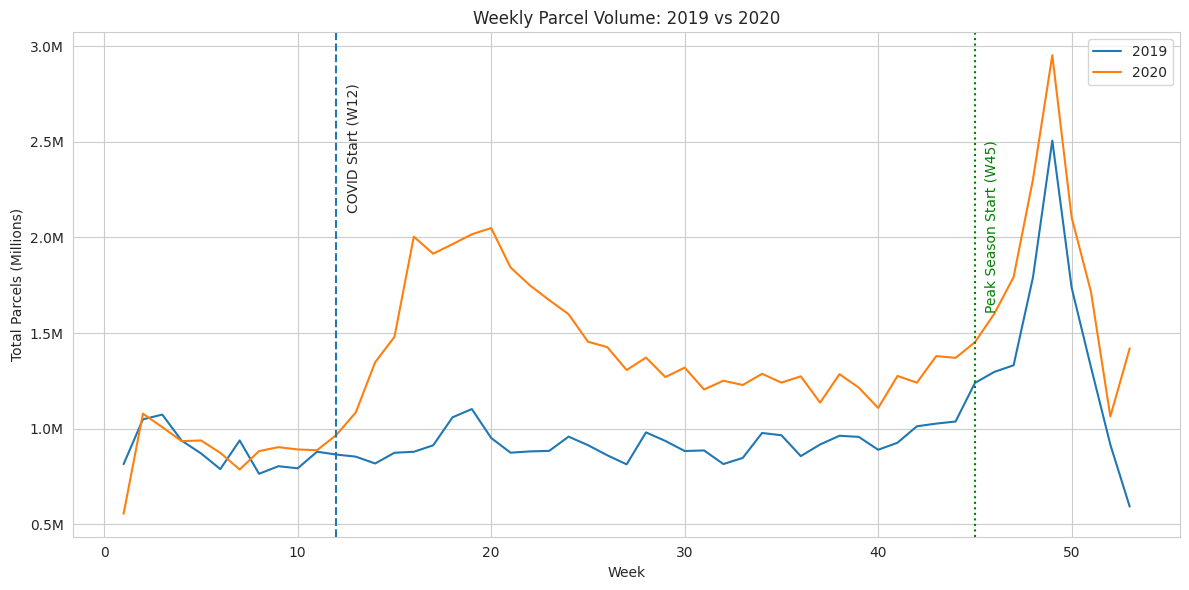 Weekly Parcel Volume: 2019 vs 2020
3.0M
2.5M
2.0M
1.5M
1.0M
0.5M
Total Parcels (Millions)
COVID Start (W12)
Peak Season Start (W45)
2019
2020
0
10
20
30
40
50
Week